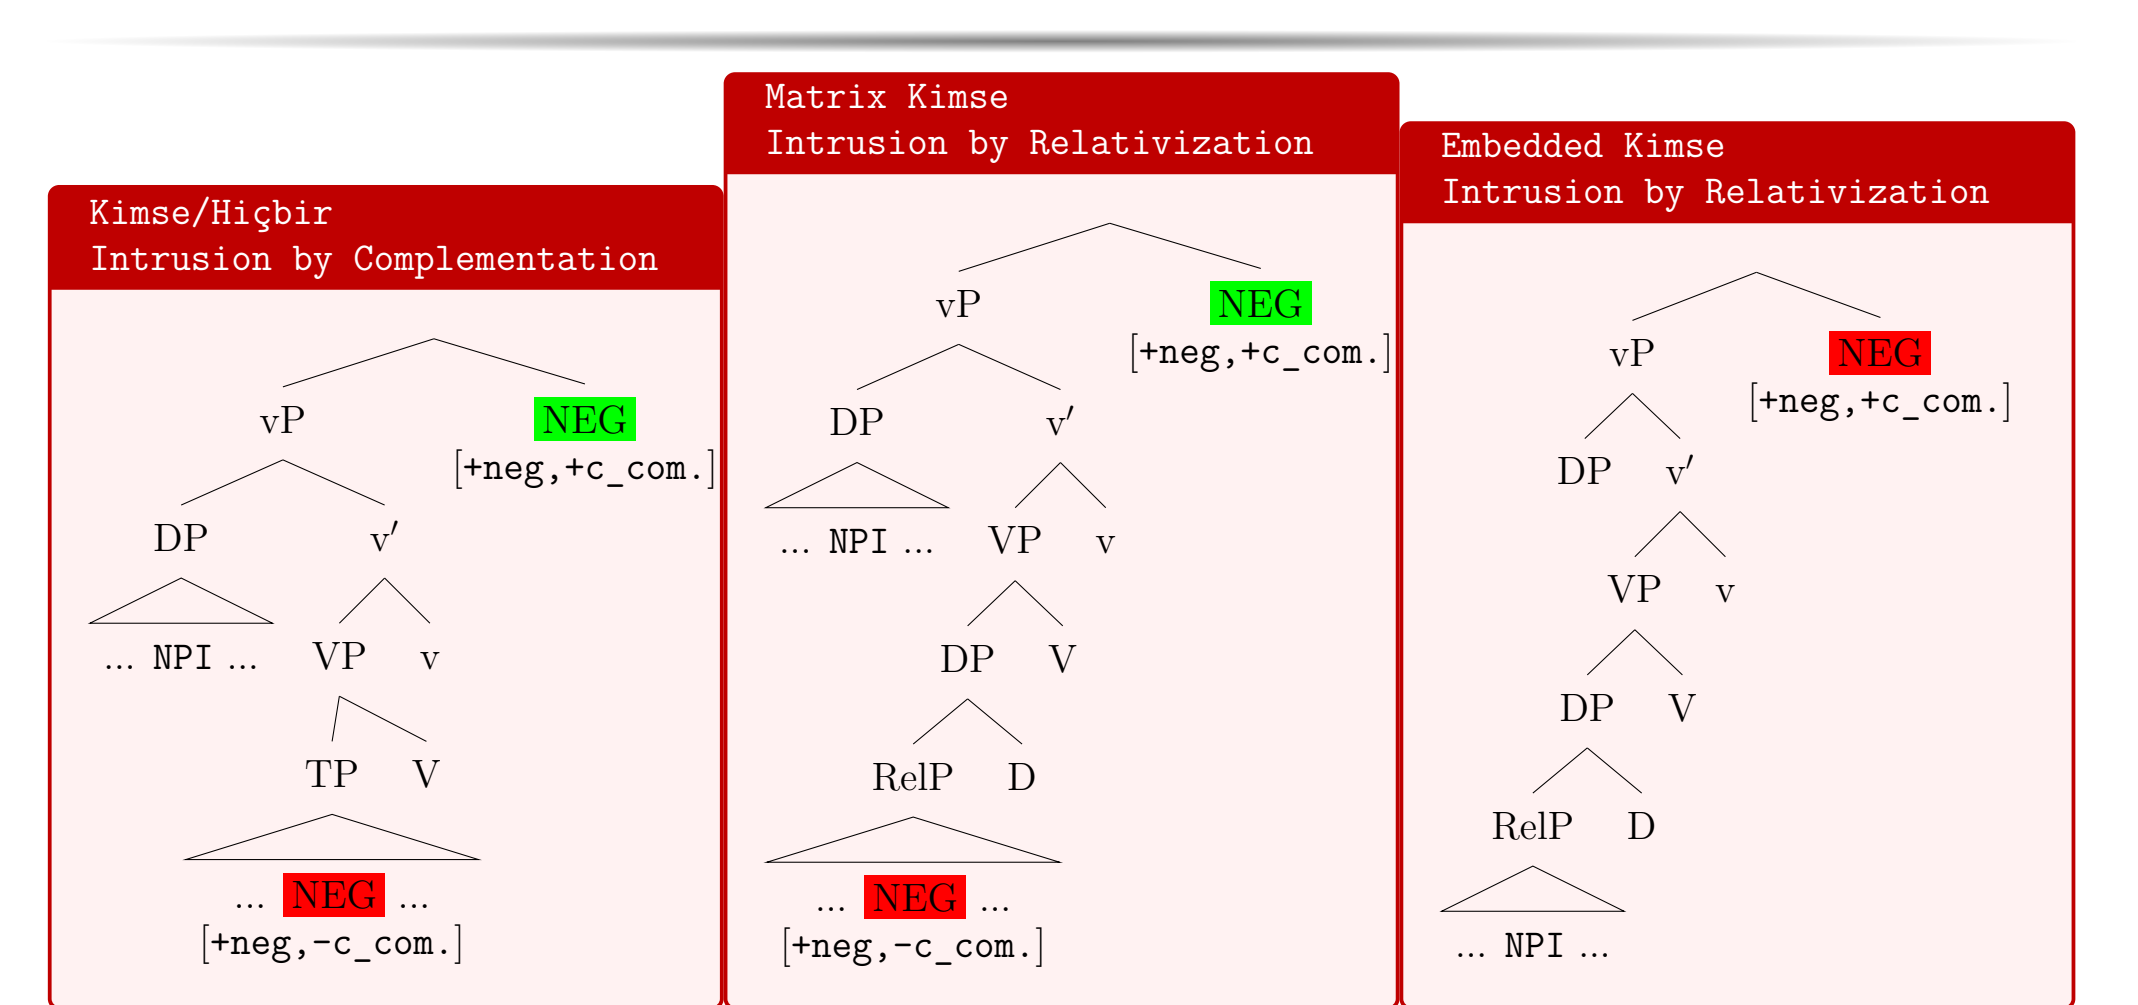 Kimse/Hiçbir
Intrusion by Complementation
vP NEG
[+neg,+c_com.]
DP v′
... NPI ... VP v
TP V
... NEG ...
[+neg,-c_com.]
Matrix Kimse
Intrusion by Relativization
vP NEG
[+neg,+c_com.]
DP v′
... NPI ... VP v
DP V
RelP D
... NEG ...
[+neg,-c_com.]
Embedded Kimse
Intrusion by Relativization
vP NEG
[+neg,+c_com.]
DP v′
VP v
DP V
RelP D
... NPI ...